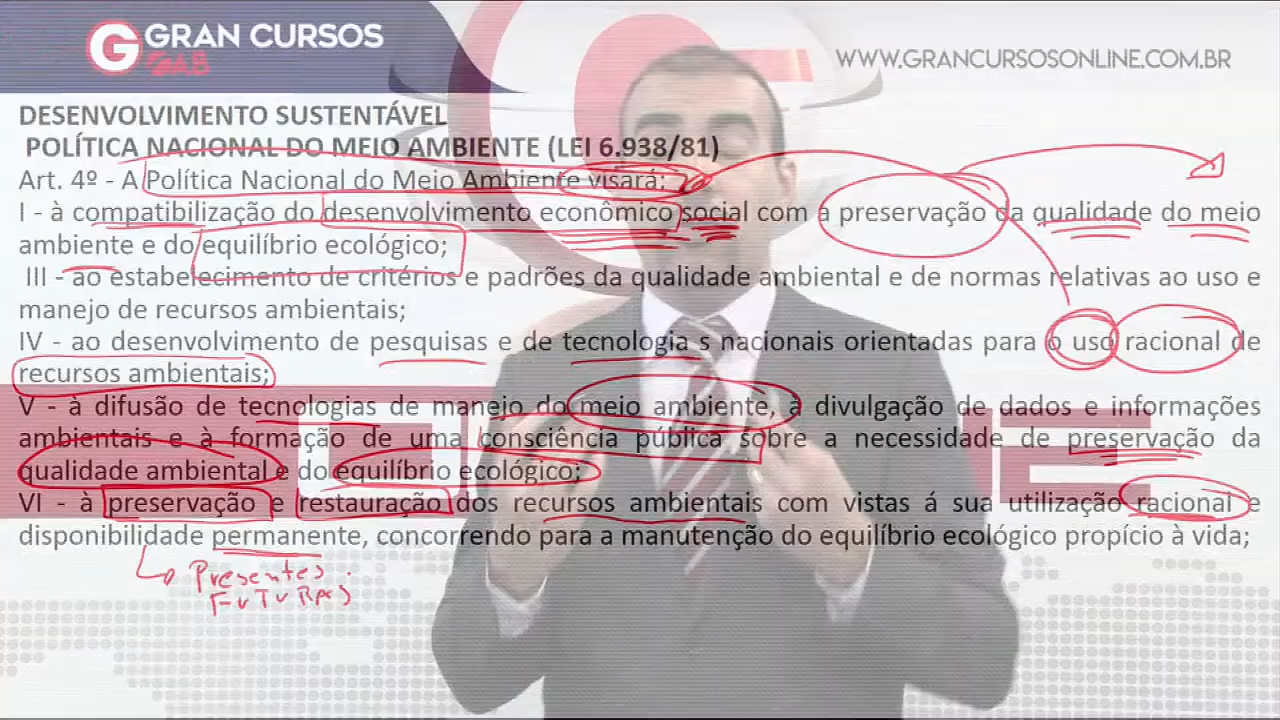 GRAN CURSOS
OAB
WWW.GRANCURSOSONLINE.COM.BR
DESENVOLVIMENTO SUSTENTÁVEL
POLÍTICA NACIONAL DO MEIO AMBIENTE (LEI 6.938/81)
Art. 4º - A Política Nacional do Meio Ambiente visará:
I - à compatibilização do desenvolvimento econômico social com a preservação da qualidade do meio
ambiente e do equilíbrio ecológico;
III - ao estabelecimento de critérios e padrões da qualidade ambiental e de normas relativas ao uso e
manejo de recursos ambientais;
IV - ao desenvolvimento de pesquisas e de tecnologia s nacionais orientadas para o uso racional de
recursos ambientais;
V - à difusão de tecnologias de manejo do meio ambiente, à divulgação de dados e informações
ambientais e à formação de uma consciência pública sobre a necessidade de preservação da
qualidade ambiental e do equilíbrio ecológico;
VI - à preservação e restauração dos recursos ambientais com vistas á sua utilização racional e
disponibilidade permanente, concorrendo para a manutenção do equilíbrio ecológico propício à vida;
Presentes